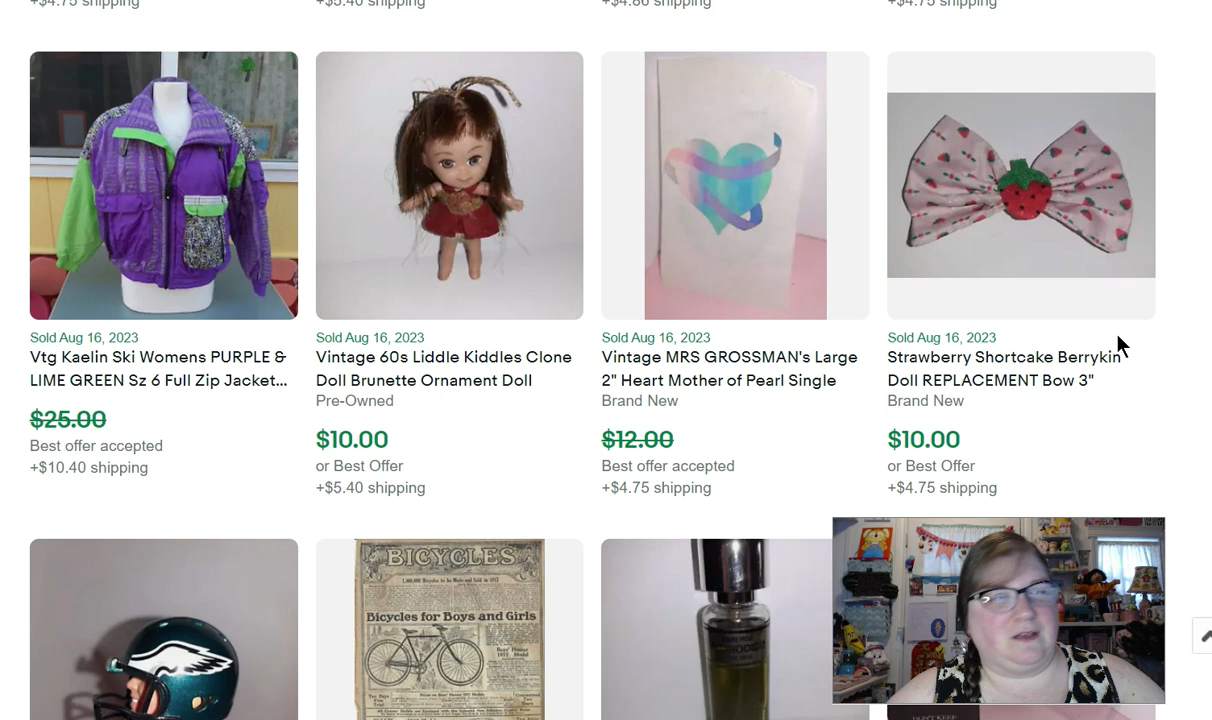 +$4.75 shipping
+$5.40 shipping
+$4.86 shipping
+$4.75 shipping
Sold Aug 16, 2023
Vtg Kaelin Ski Womens PURPLE &
LIME GREEN Sz 6 Full Zip Jacket...
$25.00
Best offer accepted
+$10.40 shipping
Sold Aug 16, 2023
Vintage 60s Liddle Kiddles Clone
Doll Brunette Ornament Doll
Pre-Owned
$10.00
or Best Offer
+$5.40 shipping
Sold Aug 16, 2023
Vintage MRS GROSSMAN's Large
2" Heart Mother of Pearl Single
Brand New
$12.00
Best offer accepted
+$4.75 shipping
Sold Aug 16, 2023
Strawberry Shortcake Berrykin
Doll REPLACEMENT Bow 3"
Brand New
$10.00
or Best Offer
+$4.75 shipping
BICYCLES
Bicycles for Boys and Girls